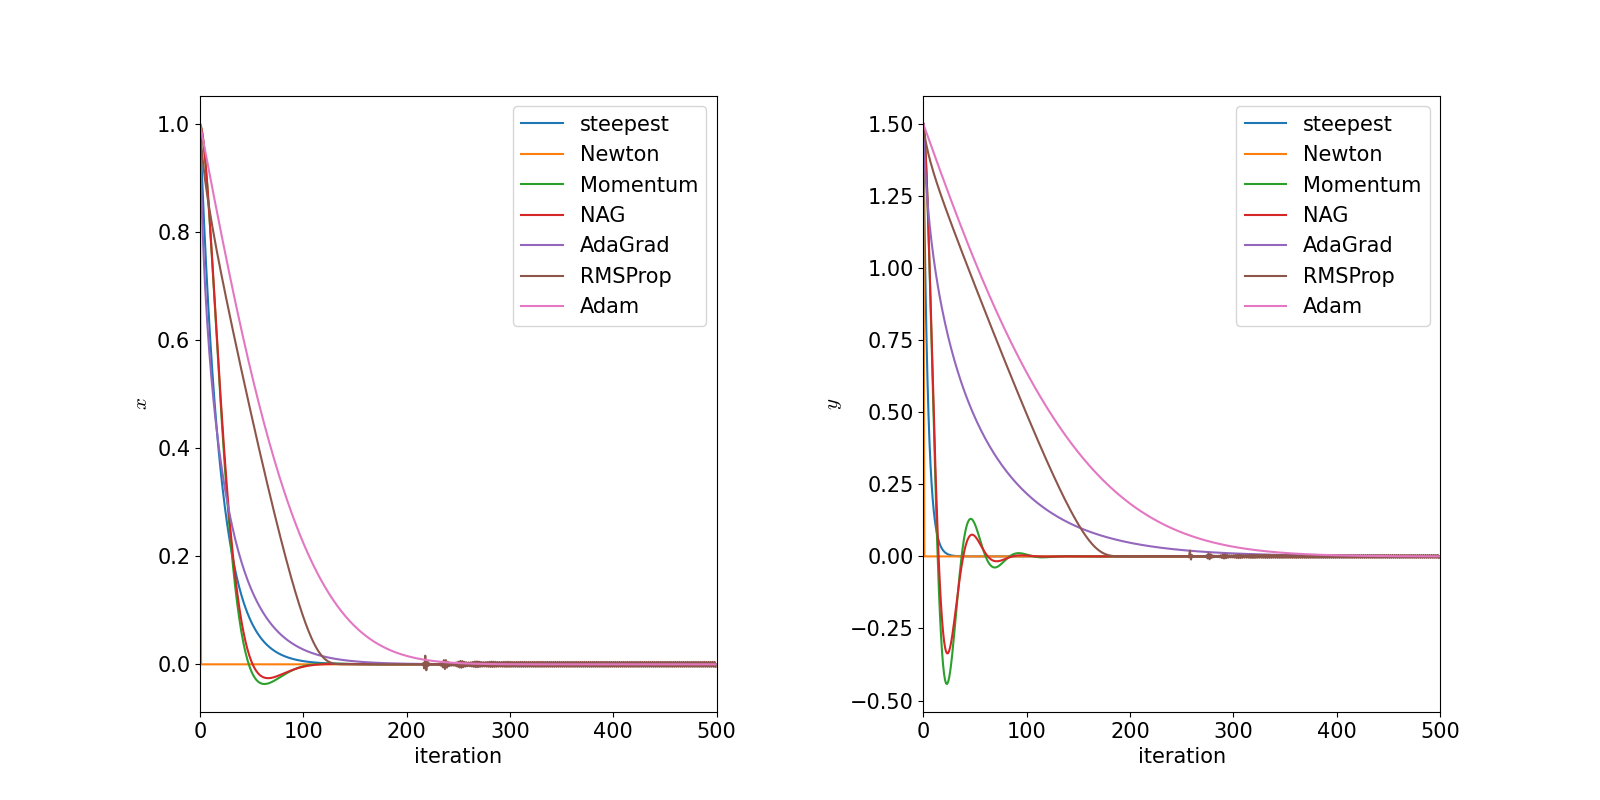 1.0
0.8
0.6
0.4
0.2
0.0
x
0 100 200 300 400 500
iteration
steepest
Newton
Momentum
NAG
AdaGrad
RMSProp
Adam
1.50
1.25
1.00
0.75
0.50
0.25
0.00
−0.25
−0.50
y
0 100 200 300 400 500
iteration
steepest
Newton
Momentum
NAG
AdaGrad
RMSProp
Adam